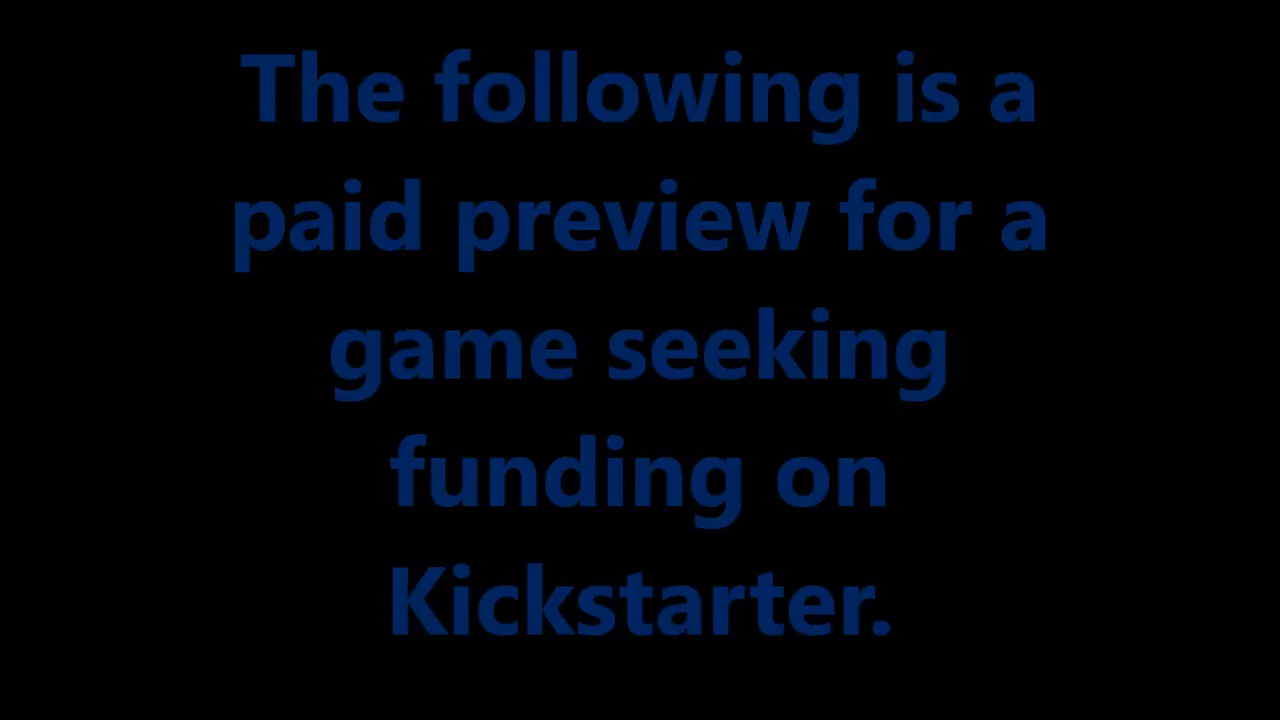 The following is a
paid preview for a
game seeking
funding on
Kickstarter.